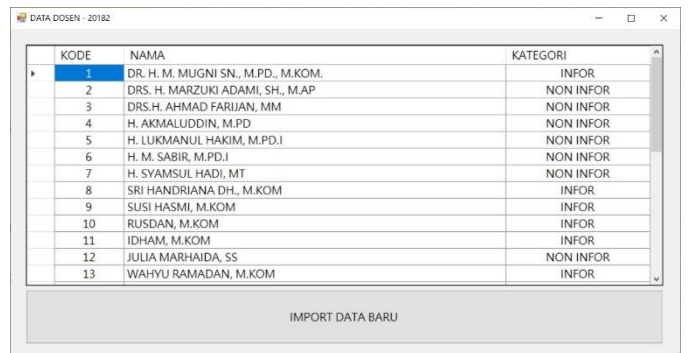 DATA DOSEN - 20182
KODE NAMA KATEGORI
1 DR. H. M. MUGNI SN., M.PD., M.KOM. INFOR
2 DRS. H. MARZUKI ADAMI, SH., M.AP NON INFOR
3 DRS.H. AHMAD FARIJAN, MM NON INFOR
4 H. AKMALUDDIN, M.PD NON INFOR
5 H. LUKMANUL HAKIM, M.PD.I NON INFOR
6 H. M. SABIR, M.PD.I NON INFOR
7 H. SYAMSUL HADI, MT NON INFOR
8 SRI HANDRIANA DH., M.KOM INFOR
9 SUSI HASMI, M.KOM INFOR
10 RUSDAN, M.KOM INFOR
11 IDHAM, M.KOM INFOR
12 JULIA MARHAIDA, SS NON INFOR
13 WAHYU RAMADAN, M.KOM INFOR
IMPORT DATA BARU